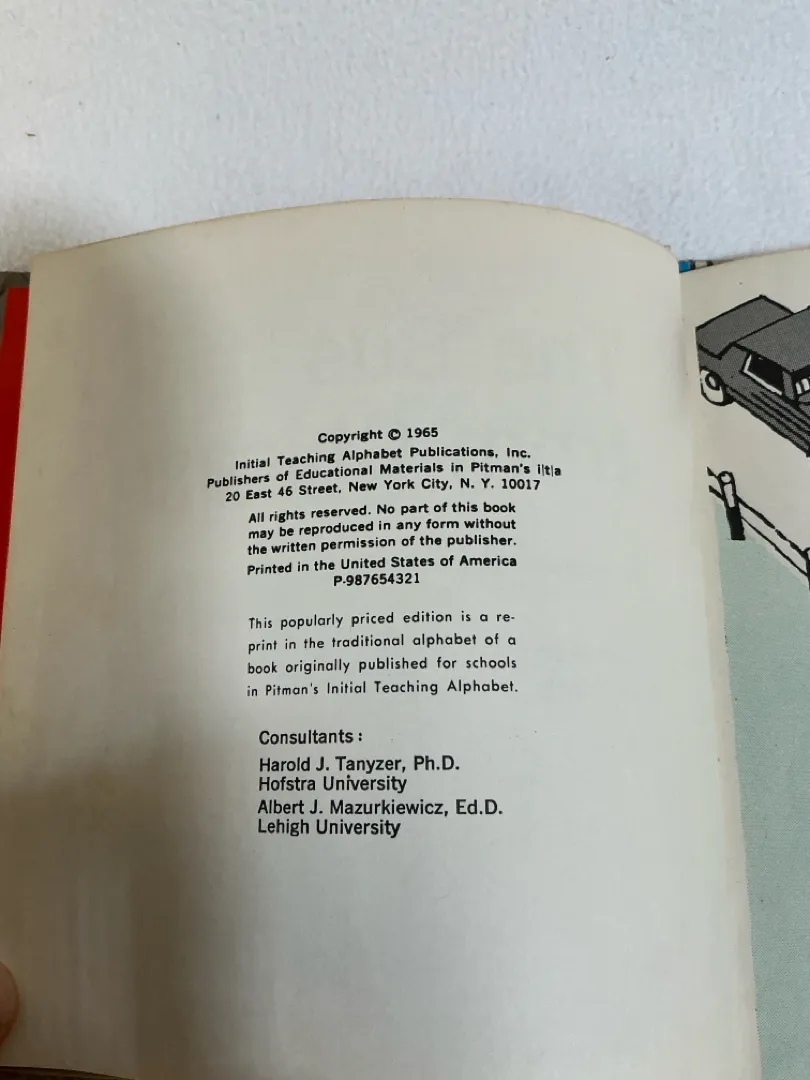 Copyright © 1965
Initial Teaching Alphabet Publications, Inc.
Publishers of Educational Materials in Pitman's i|t|a
20 East 46 Street, New York City, N. Y. 10017
All rights reserved. No part of this book
may be reproduced in any form without
the written permission of the publisher.
Printed in the United States of America
P-987654321
This popularly priced edition is a re-
print in the traditional alphabet of a
book originally published for schools
in Pitman's Initial Teaching Alphabet.
Consultants:
Harold J. Tanyzer, Ph.D.
Hofstra University
Albert J. Mazurkiewicz, Ed.D.
Lehigh University